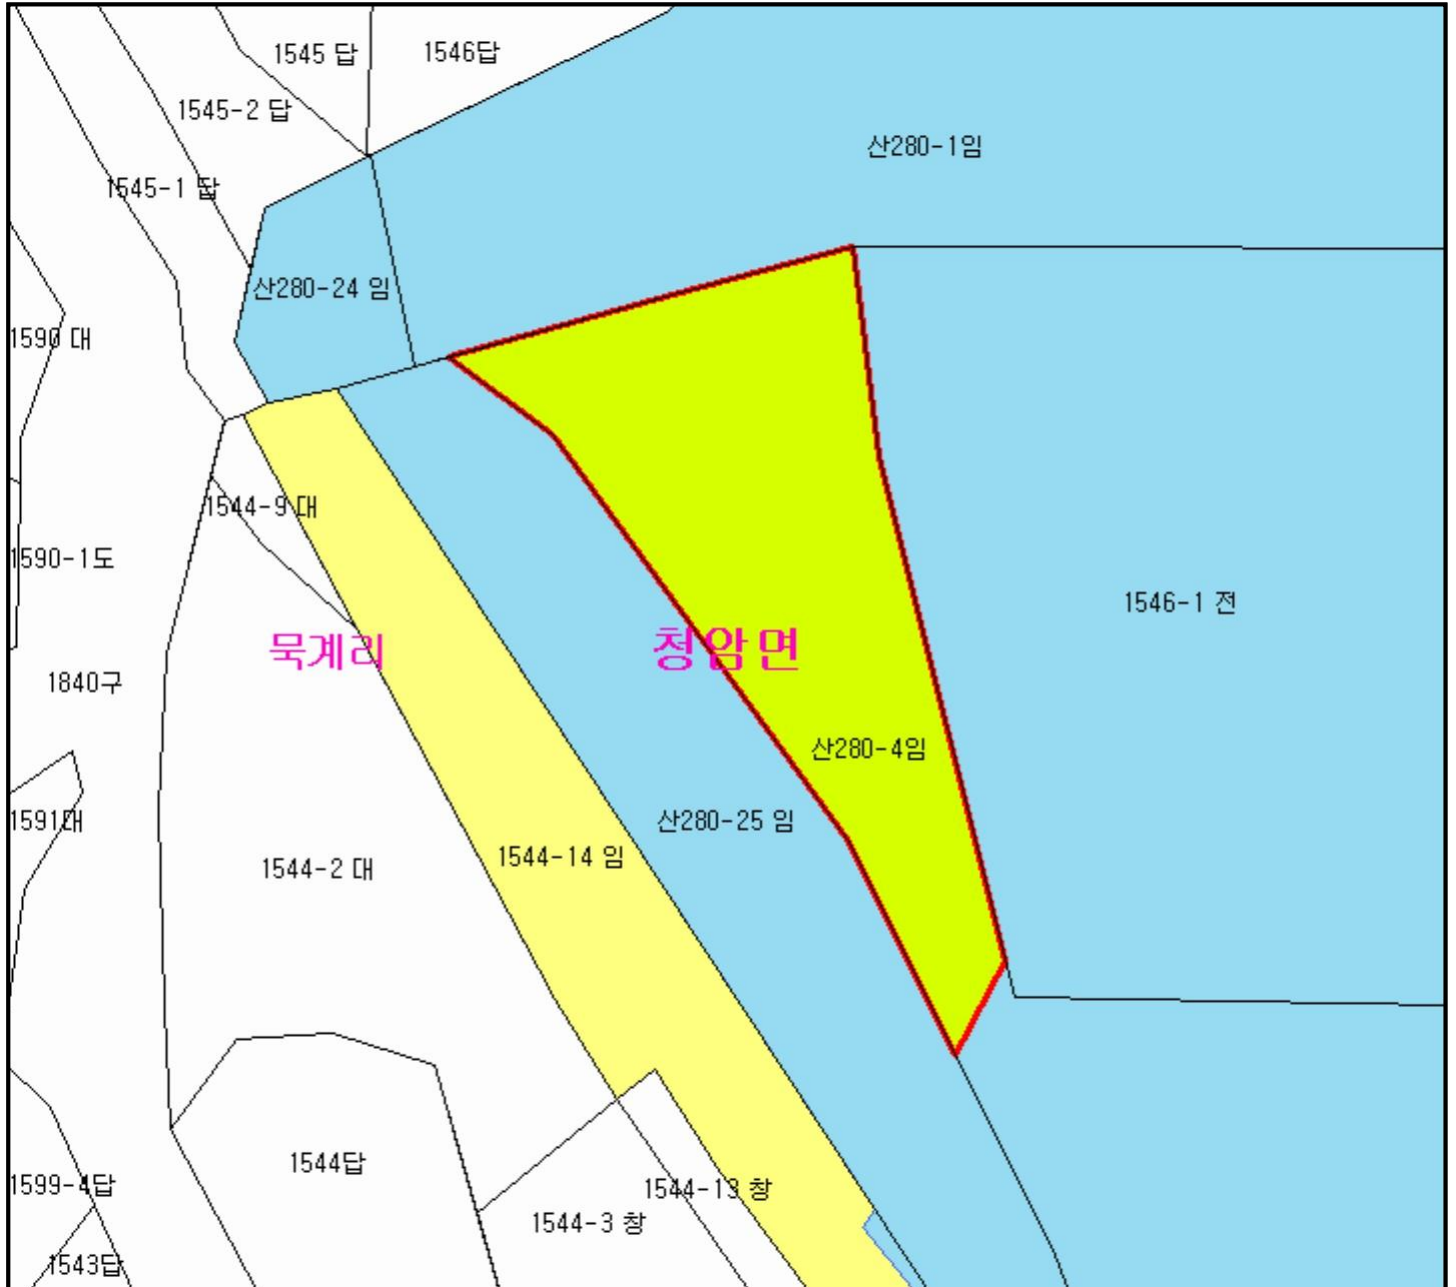 1545 답
1546답
1545-2 답
산280-1임
1545-1 답
산280-24 임
1590 대
1544-9 대
1590-1도
1546-1 전
묵계리
청암면
1840구
산280-4임
1591대
산280-25 임
1544-14 임
1544-2 대
1544답
1599-4답
1544-13 창
1544-3 창
1543답